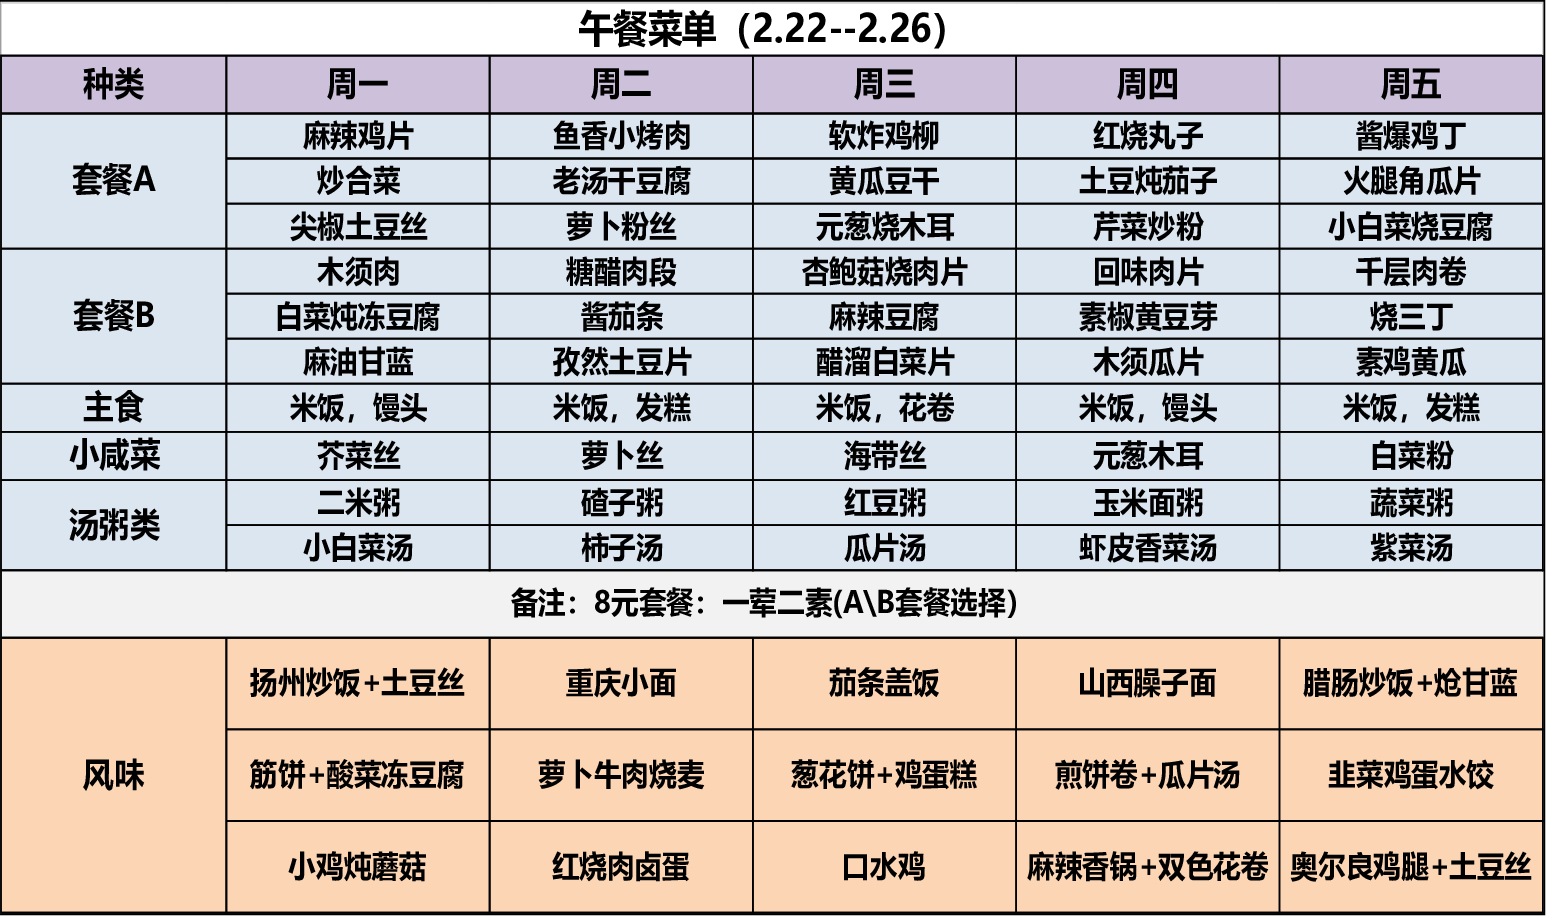 午餐菜单（2.22--2.26）
种类 周一 周二 周三 周四 周五
套餐A 麻辣鸡片 鱼香小烤肉 软炸鸡柳 红烧丸子 酱爆鸡丁
炒合菜 老汤干豆腐 黄瓜豆干 土豆炖茄子 火腿角瓜片
尖椒土豆丝 萝卜粉丝 元葱烧木耳 芹菜炒粉 小白菜烧豆腐
套餐B 木须肉 糖醋肉段 杏鲍菇烧肉片 回味肉片 千层肉卷
白菜炖冻豆腐 酱茄条 麻辣豆腐 素椒黄豆芽 烧三丁
麻油甘蓝 孜然土豆片 醋溜白菜片 木须瓜片 素鸡黄瓜
主食 米饭，馒头 米饭，发糕 米饭，花卷 米饭，馒头 米饭，发糕
小咸菜 芥菜丝 萝卜丝 海带丝 元葱木耳 白菜粉
汤粥类 二米粥 碴子粥 红豆粥 玉米面粥 蔬菜粥
小白菜汤 柿子汤 瓜片汤 虾皮香菜汤 紫菜汤
备注：8元套餐：一荤二素(A\B套餐选择）
风味 扬州炒饭+土豆丝 重庆小面 茄条盖饭 山西臊子面 腊肠炒饭+炝甘蓝
筋饼+酸菜冻豆腐 萝卜牛肉烧麦 葱花饼+鸡蛋糕 煎饼卷+瓜片汤 韭菜鸡蛋水饺
小鸡炖蘑菇 红烧肉卤蛋 口水鸡 麻辣香锅+双色花卷 奥尔良鸡腿+土豆丝